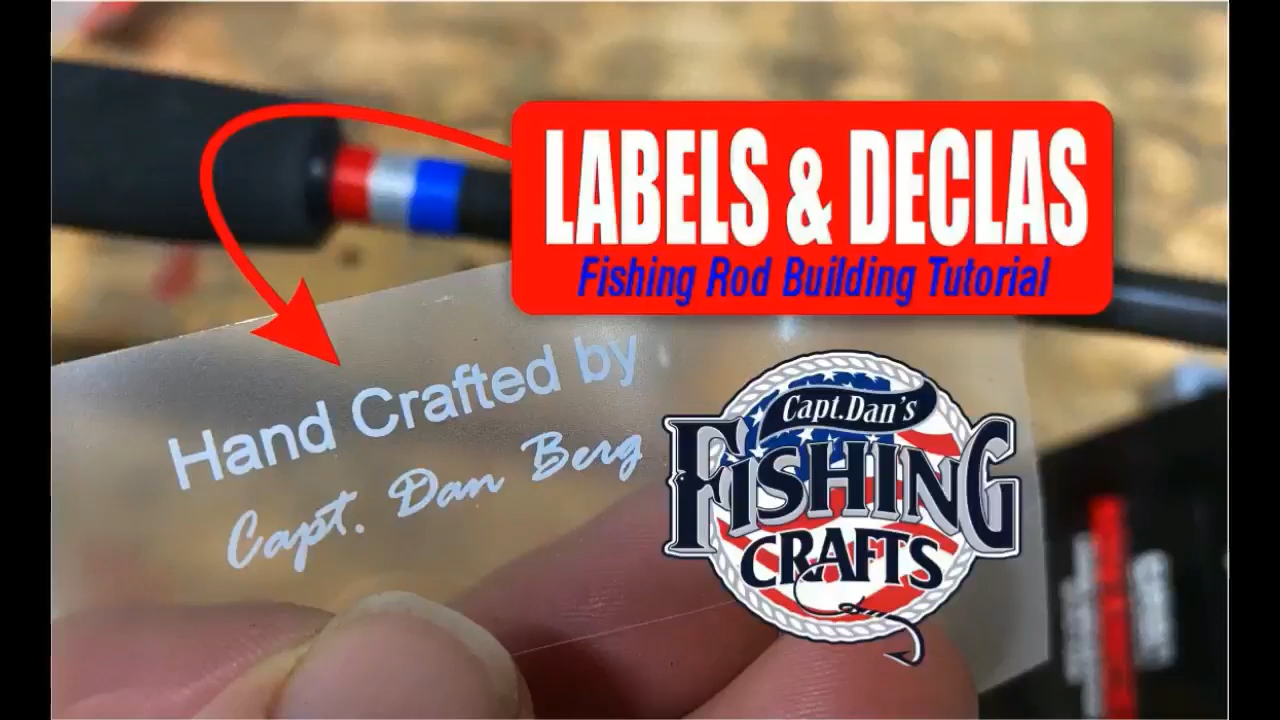 LABELS & DECLAS
Fishing Rod Building Tutorial
Hand Crafted by
Capt. Dan Berg
Capt. Dan's
FISHING
CRAFTS